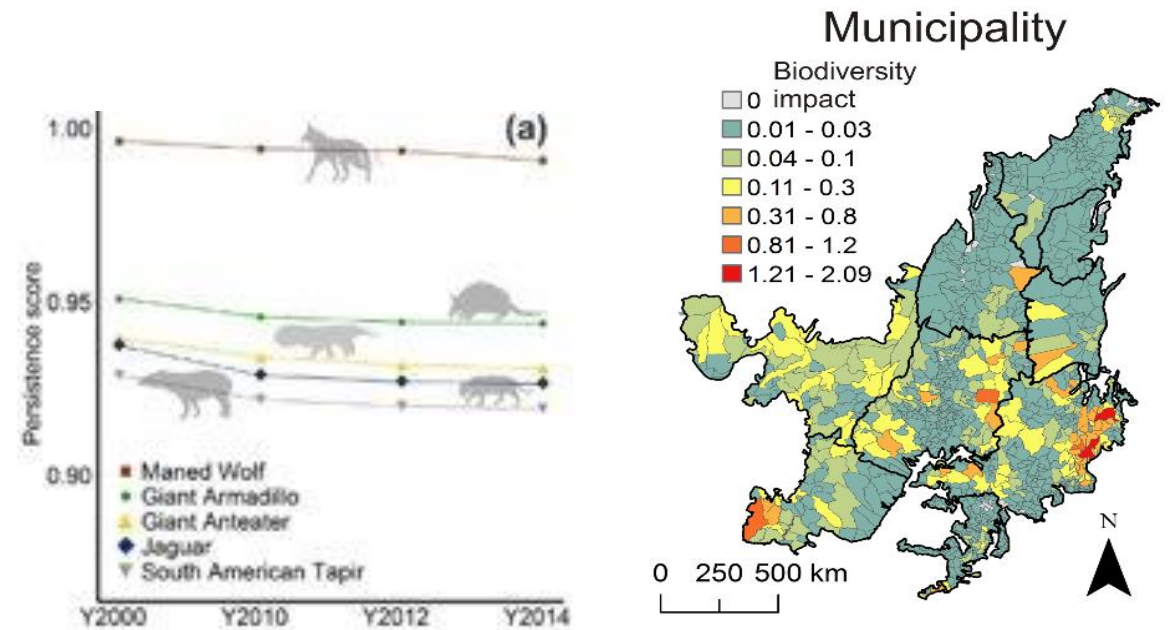 (a)
1.00
0.95
0.90
Persistence score
Maned Wolf
Giant Armadillo
Giant Anteater
Jaguar
South American Tapir
Y2000 Y2010 Y2012 Y2014
Municipality
Biodiversity
impact
0
0.01 - 0.03
0.04 - 0.1
0.11 - 0.3
0.31 - 0.8
0.81 - 1.2
1.21 - 2.09
0 250 500 km
N